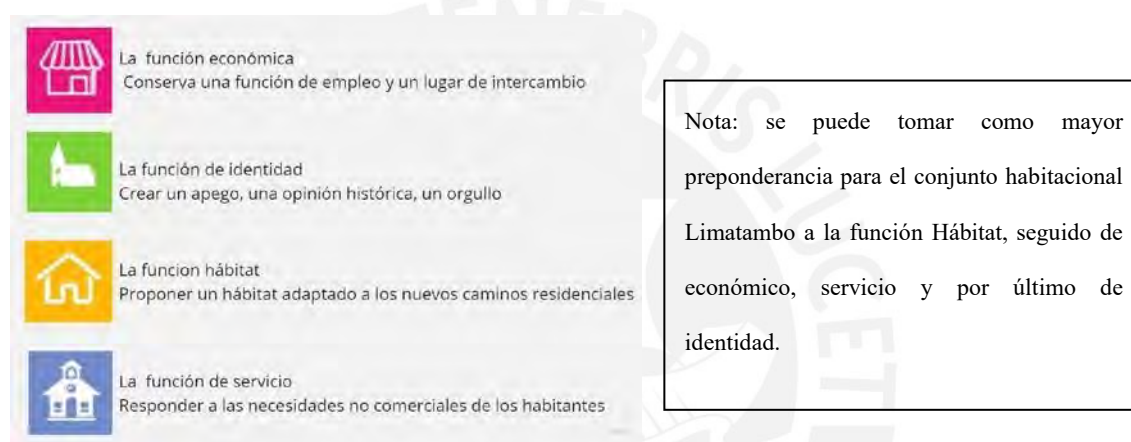 La función económica
Conserva una función de empleo y un lugar de intercambio
La función de identidad
Crear un apego, una opinión histórica, un orgullo
La funcion hábitat
Proponer un hábitat adaptado a los nuevos caminos residenciales
La función de servicio
Responder a las necesidades no comerciales de los habitantes
Nota: se puede tomar como mayor
preponderancia para el conjunto habitacional
Limatambo a la función Hábitat, seguido de
económico, servicio y por último de
identidad.